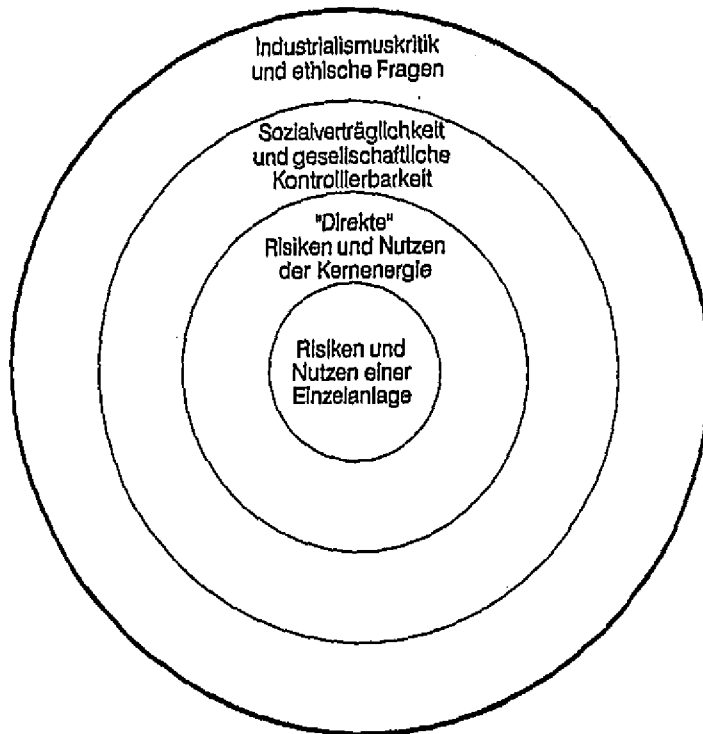 Industrialismuskritik
und ethische Fragen
Sozialverträglichkeit
und gesellschaftliche
Kontrollierbarkeit
"Direkte"
Risiken und Nutzen
der Kernenergie
Risiken und
Nutzen einer
Einzelanlage